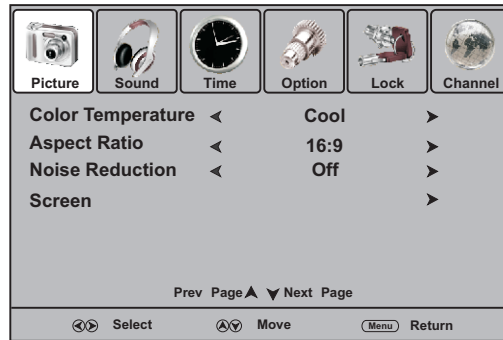 Picture Sound Time Option Lock Channel
Color Temperature Cool
Aspect Ratio 16:9
Noise Reduction Off
Screen
Prev Page Next Page
Select Move Menu Return